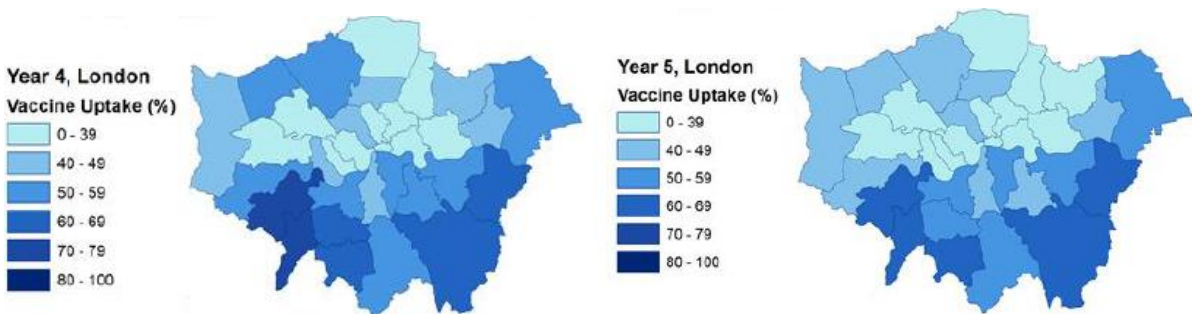 Year 4, London
Vaccine Uptake (%)
0 - 39
40 - 49
50 - 59
60 - 69
70 - 79
80 - 100
Year 5, London
Vaccine Uptake (%)
0 - 39
40 - 49
50 - 59
60 - 69
70 - 79
80 - 100